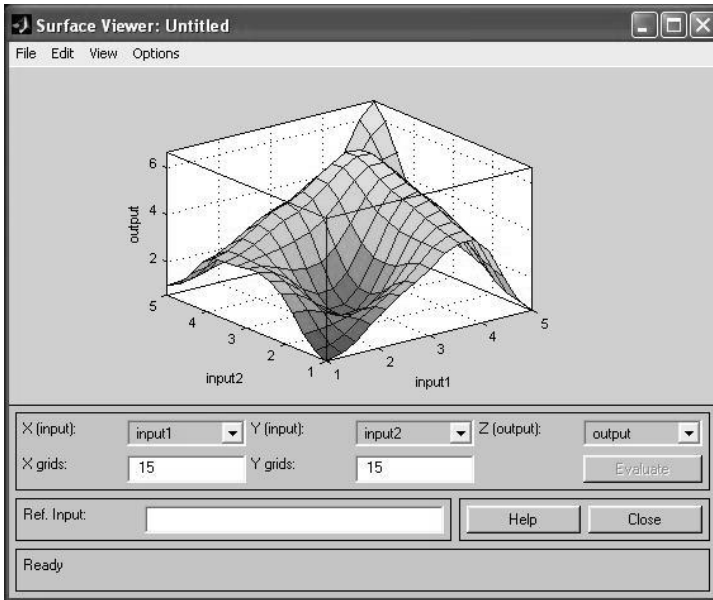 Surface Viewer: Untitled
File Edit View Options
6
4
2
output
5
4
3
2
1
input2
1
2
3
4
5
input1
X (input): input1 Y (input): input2 Z (output): output
X grids: 15 Y grids: 15 Evaluate
Ref. Input: Help Close
Ready